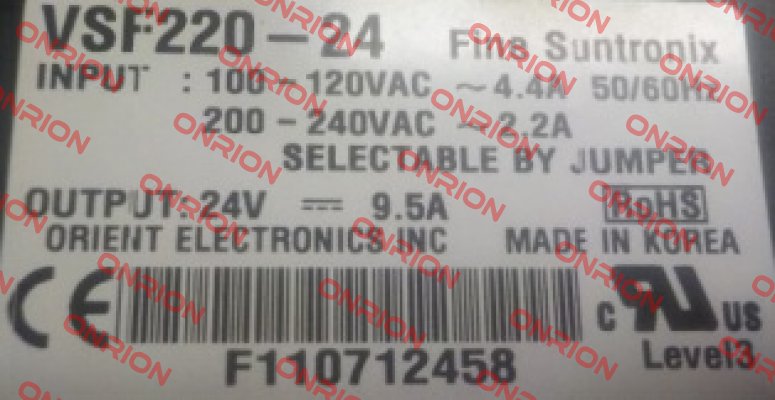 VSF220-24 Fine Suntronix
INPUT : 100-120VAC ~ 4.4A 50/60Hz
200-240VAC ~ 2.2A
SELECTABLE BY JUMPER
OUTPUT: 24V ⎓ 9.5A RoHS
ORIENT ELECTRONICS INC MADE IN KOREA
CE
C US
Level3
F110712458
ONRION